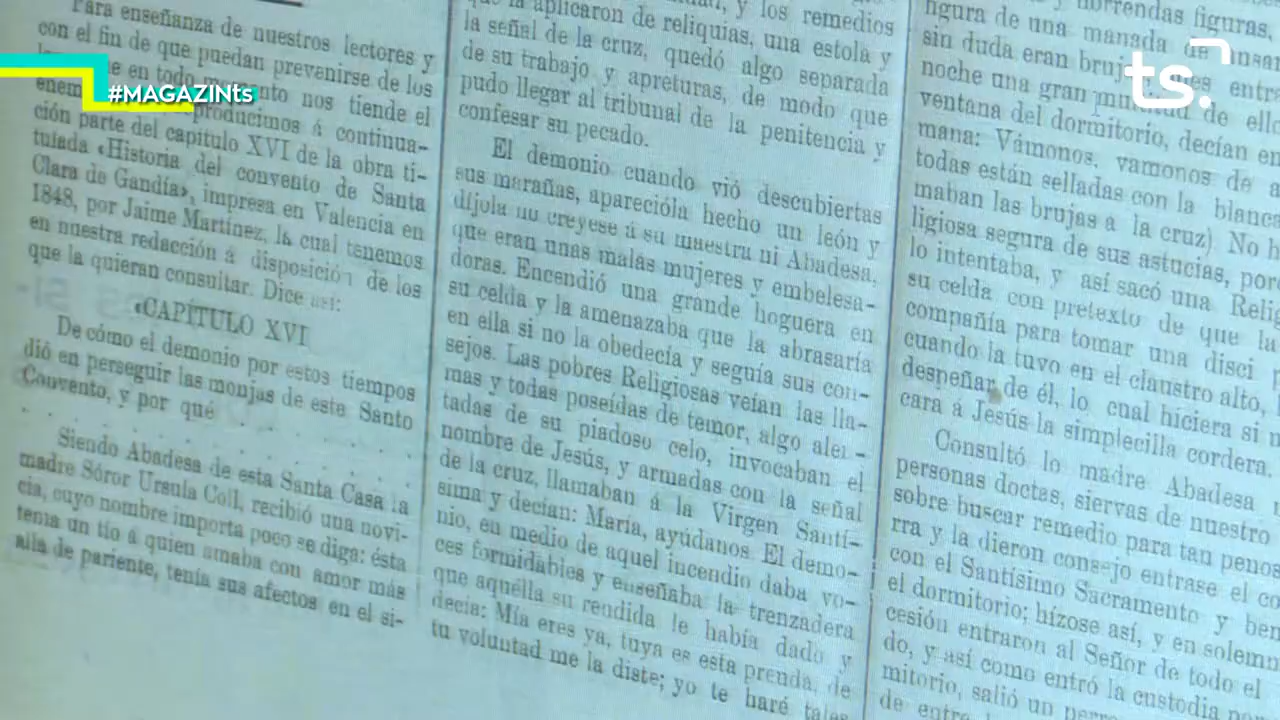 #MAGAZINts
ts.
Para enseñanza de nuestros lectores y
con el fin de que puedan prevenirse de los
en todo nos tiende el
producimos á continua-
ción parte del capítulo XVI de la obra ti-
tulada «Historia del convento de Santa
Clara de Gandía», impresa en Valencia en
1848, por Jaime Martínez, la cual tenemos
en nuestra redacción á disposición de los
que la quieran consultar. Dice así:
«CAPÍTULO XVI
De cómo el demonio por estos tiempos
dió en perseguir las monjas de este Santo
Convento, y por qué
Siendo Abadesa de esta Santa Casa la
madre Sóror Ursula Coll, recibió una novi-
cia, cuyo nombre importa poco se diga: ésta
tenía un tío á quien amaba con amor más
allá de pariente, tenía sus afectos en el si-
y los remedios
aplicaron de reliquias, una estola y
la señal de la cruz, quedó algo separada
de su trabajo y apreturas, de modo que
pudo llegar al tribunal de la penitencia y
confesar su pecado.
El demonio cuando vió descubiertas
sus marañas, aparecióla hecho un león y
díjola no creyese á su maestra ni Abadesa,
que eran unas malas mujeres y embelesa-
doras. Encendió una grande hoguera en
su celda y la amenazaba que la abrasaría
en ella si no la obedecía y seguía sus con-
sejos. Las pobres Religiosas veían las lla-
mas y todas poseídas de temor, algo alen-
tadas de su piadoso celo, invocaban el
nombre de Jesús, y armadas con la señal
de la cruz, llamaban á la Virgen Santí-
sima y decían: María, ayúdanos. El demo-
nio, en medio de aquel incendio daba vo-
ces formidables y enseñaba la trenzadera
que aquélla su rendida le había dado y
decía: Mía eres ya, tuya es esta prenda, de
tu voluntad me la diste; yo te haré tales
y horrendas figuras,
figura de una manada de
sin duda eran
noche una gran de
ventana del dormitorio, decían en
mana: Vámonos, vamonos de
todas están selladas con la
maban las brujas a la cruz). No
ligiosa segura de sus astucias,
lo intentaba, y así sacó una
su celda con pretexto de que la
compañía para tomar una
cuando la tuvo en el claustro alto,
despeñar de él, lo cual hiciera si
cara á Jesús la simplecilla cordera.
Consultó lo madre Abadesa
personas doctas, siervas de nuestro
sobre buscar remedio para tan
rra y la dieron consejo entrase el
con el Santísimo Sacramento y
el dormitorio; hízose así, y en
cesión entraron al Señor de todo el
do, y así como entró la custodia
mitorio, salió un
de entre